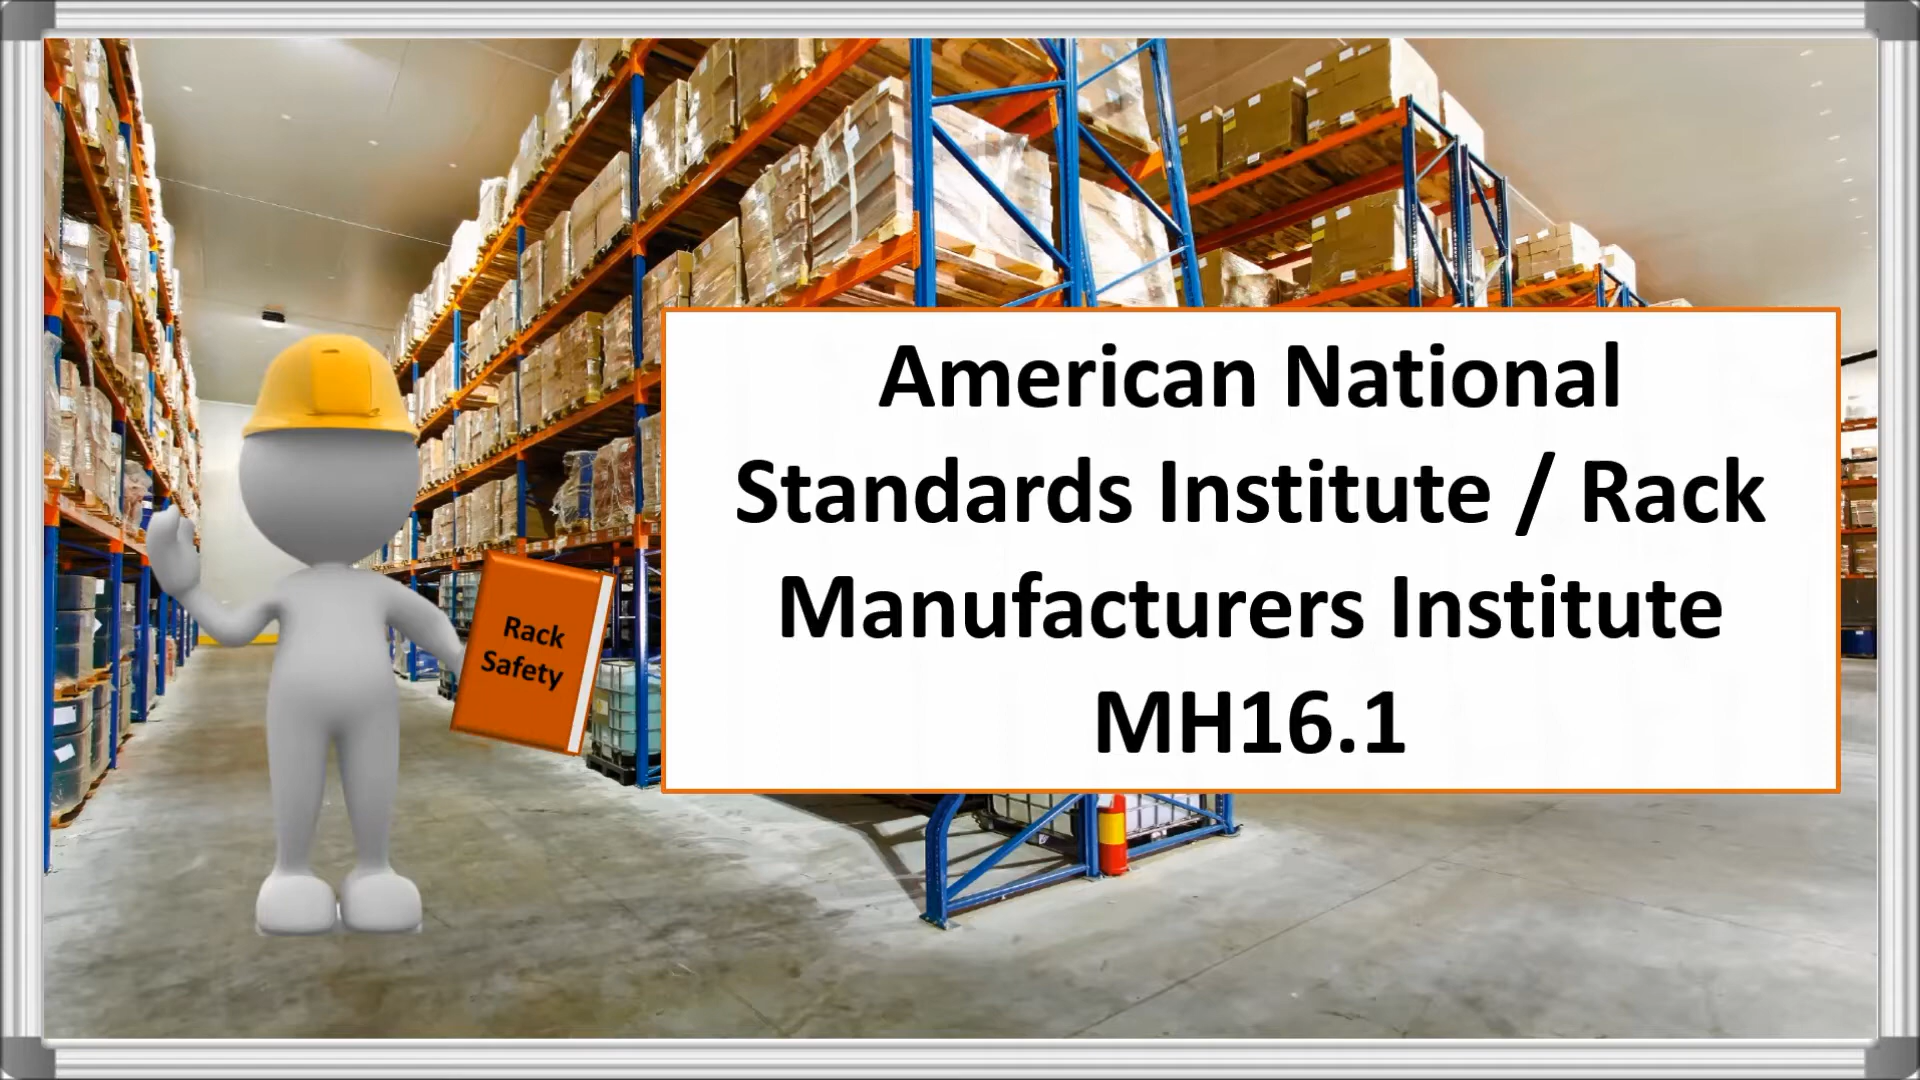 American National
Standards Institute / Rack
Manufacturers Institute
MH16.1
Rack
Safety